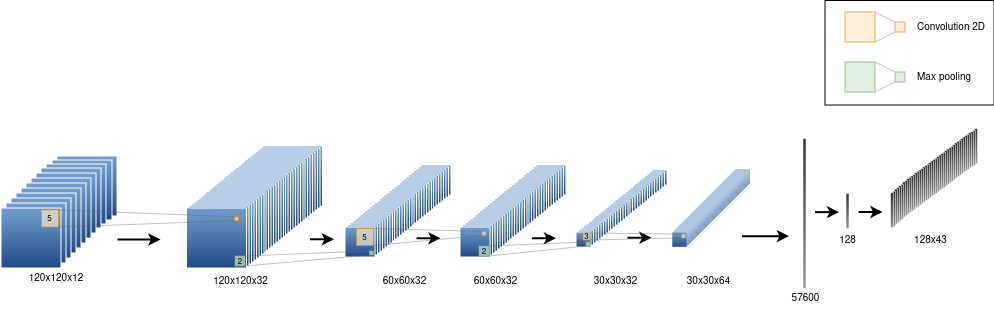 Convolution 2D
Max pooling
5
2
5
2
3
120x120x12
120x120x32
60x60x32
60x60x32
30x30x32
30x30x64
57600
128
128x43